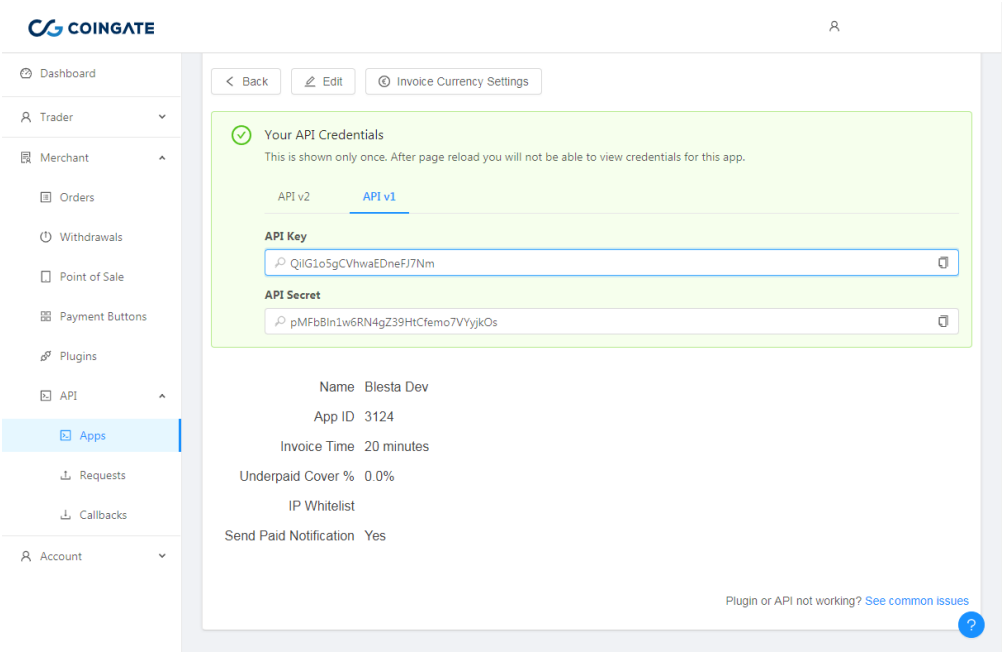 COINGATE
Dashboard
Trader
Merchant
Orders
Withdrawals
Point of Sale
Payment Buttons
Plugins
API
Apps
Requests
Callbacks
Account
Back
Edit
Invoice Currency Settings
Your API Credentials
This is shown only once. After page reload you will not be able to view credentials for this app.
API v2
API v1
API Key
API Secret
Name Blesta Dev
App ID 3124
Invoice Time 20 minutes
Underpaid Cover % 0.0%
IP Whitelist
Send Paid Notification Yes
Plugin or API not working? See common issues
?